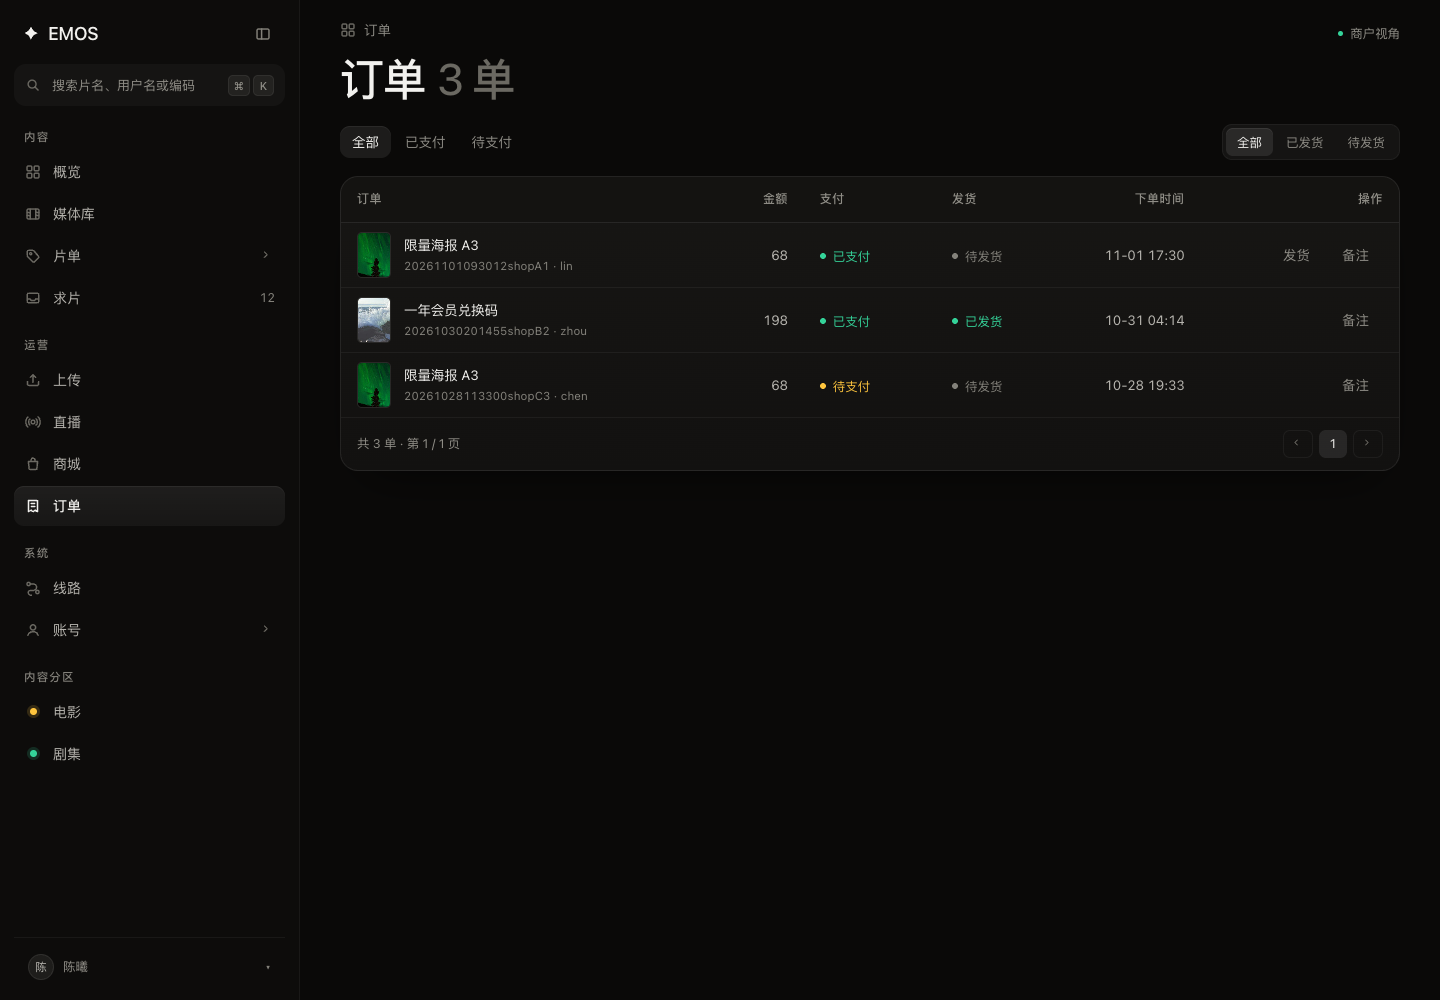 EMOS
搜索片名、用户名或编码 ⌘ K
内容
概览
媒体库
片单
求片 12
运营
上传
直播
商城
订单
系统
线路
账号
内容分区
电影
剧集
陈 陈曦
订单
商户视角
订单 3 单
全部 已支付 待支付
全部 已发货 待发货
订单 金额 支付 发货 下单时间 操作
限量海报 A3
20261101093012shopA1 · lin
68 已支付 待发货 11-01 17:30 发货 备注
一年会员兑换码
20261030201455shopB2 · zhou
198 已支付 已发货 10-31 04:14 备注
限量海报 A3
20261028113300shopC3 · chen
68 待支付 待发货 10-28 19:33 备注
共 3 单 · 第 1 / 1 页
1